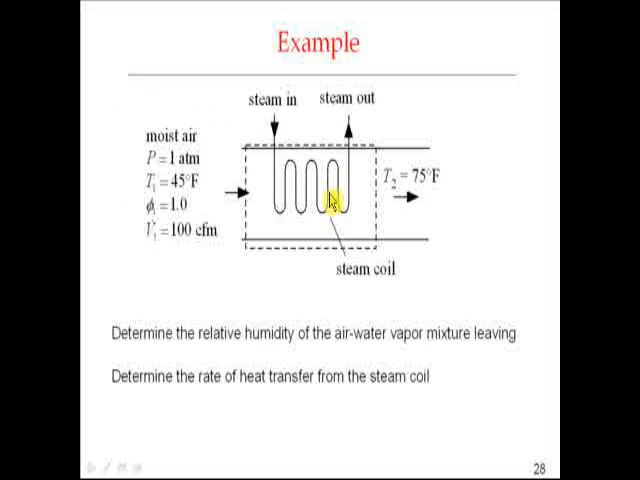 Example
steam in
steam out
moist air
P = 1 atm
T₁ = 45°F
ϕ₁ = 1.0
V̇₁ = 100 cfm
T₂ = 75°F
steam coil
Determine the relative humidity of the air-water vapor mixture leaving
Determine the rate of heat transfer from the steam coil
28